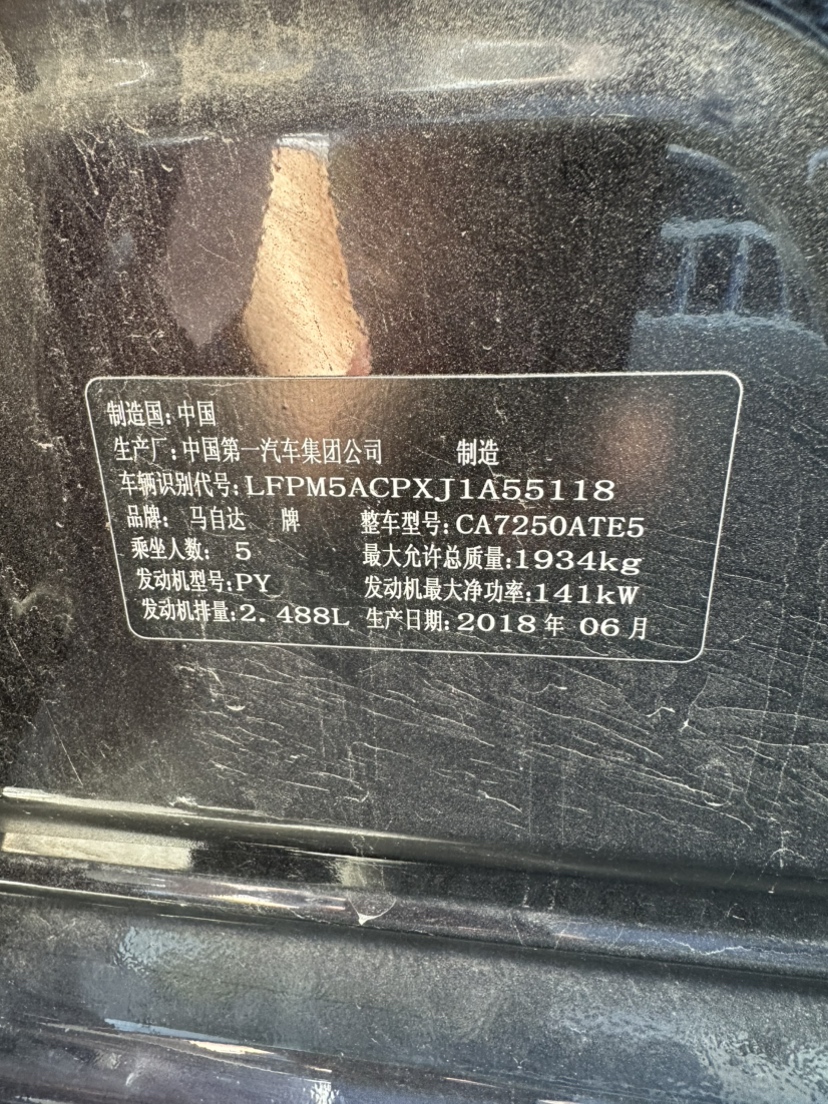 制造国:中国
生产厂:中国第一汽车集团公司 制造
车辆识别代号:LFPM5ACPXJ1A55118
品牌: 马自达 牌 整车型号:CA7250ATE5
乘坐人数: 5 最大允许总质量:1934kg
发动机型号:PY 发动机最大净功率:141kW
发动机排量:2.488L 生产日期:2018年 06月